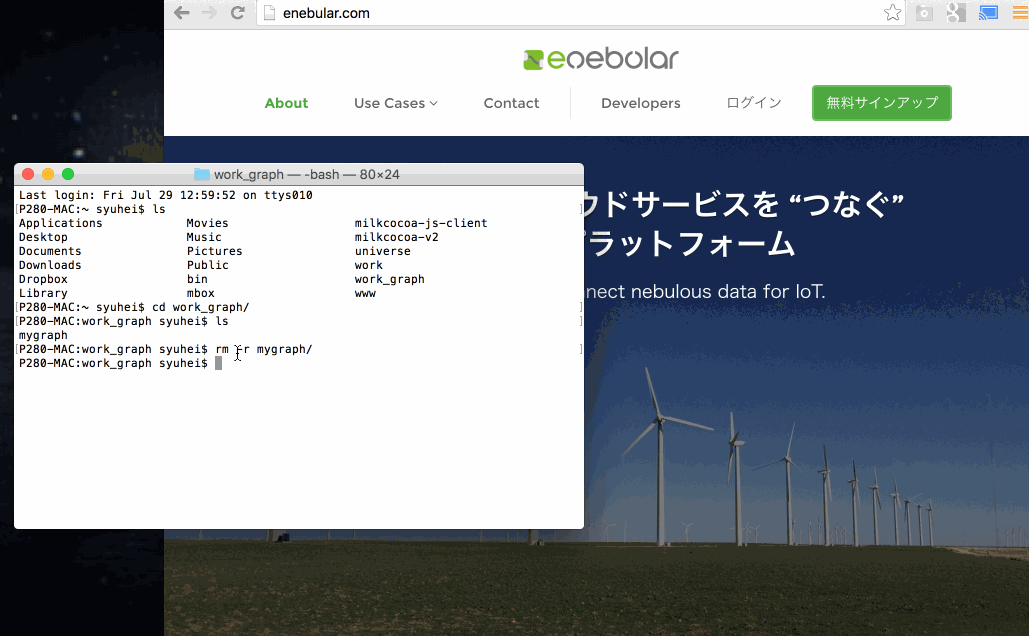 enebular.com
enebular
About Use Cases Contact Developers ログイン 無料サインアップ
work_graph — -bash — 80×24
Last login: Fri Jul 29 12:59:52 on ttys010
[P280-MAC:~ syuhei$ ls ]
Applications Movies milkcocoa-js-client
Desktop Music milkcocoa-v2
Documents Pictures universe
Downloads Public work
Dropbox bin work_graph
Library mbox www
[P280-MAC:~ syuhei$ cd work_graph/ ]
[P280-MAC:work_graph syuhei$ ls ]
mygraph
[P280-MAC:work_graph syuhei$ rm -r mygraph/ ]
P280-MAC:work_graph syuhei$
ウドサービスを “つなぐ”
プラットフォーム
nnect nebulous data for IoT.